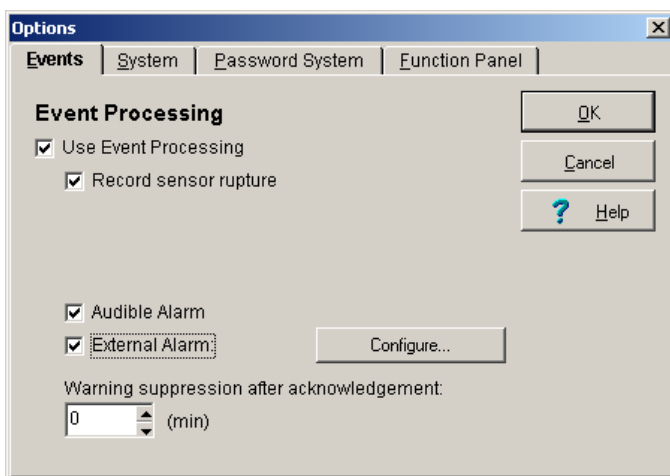 Options
Events System Password System Function Panel
Event Processing
OK
Use Event Processing
Cancel
Record sensor rupture
? Help
Audible Alarm
External Alarm:
Configure...
Warning suppression after acknowledgement:
0 (min)